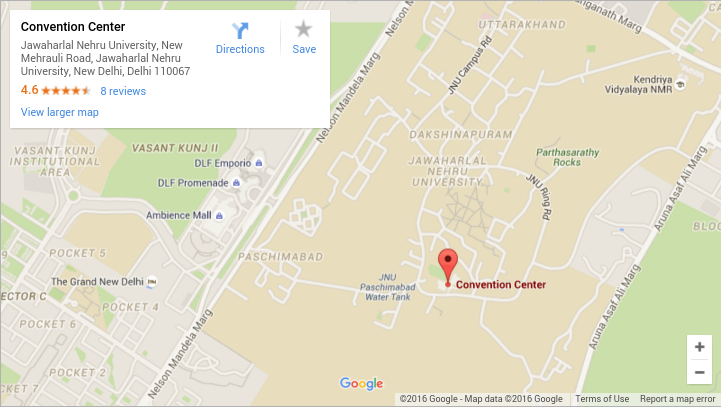 Convention Center
Jawaharlal Nehru University, New
Mehrauli Road, Jawaharlal Nehru
University, New Delhi, Delhi 110067
4.6 8 reviews
View larger map
Directions
Save
Nelson Mandela Marg
UTTARAKHAND
anganath Marg
JNU Campus Rd
Kendriya
Vidyalaya NMR
Nelson Mandela Marg
DAKSHINAPURAM
VASANT KUNJ
INSTITUTIONAL
AREA
VASANT KUNJ II
DLF Emporio
DLF Promenade
JAWAHARLAL
NEHRU
UNIVERSITY
Parthasarathy
Rocks
Aruna Asaf Ali Marg
JNU Ring Rd
Ambience Mall
POCKET 5
PASCHIMABAD
The Grand New Delhi
JNU
Paschimabad
Water Tank
Convention Center
ECTOR C
POCKET 4
Aruna Asaf Ali Marg
POCKET 6
Nelson Mandela Marg
POCKET 7
POCKET 2
+
−
Google
©2016 Google - Map data ©2016 Google
Terms of Use
Report a map error